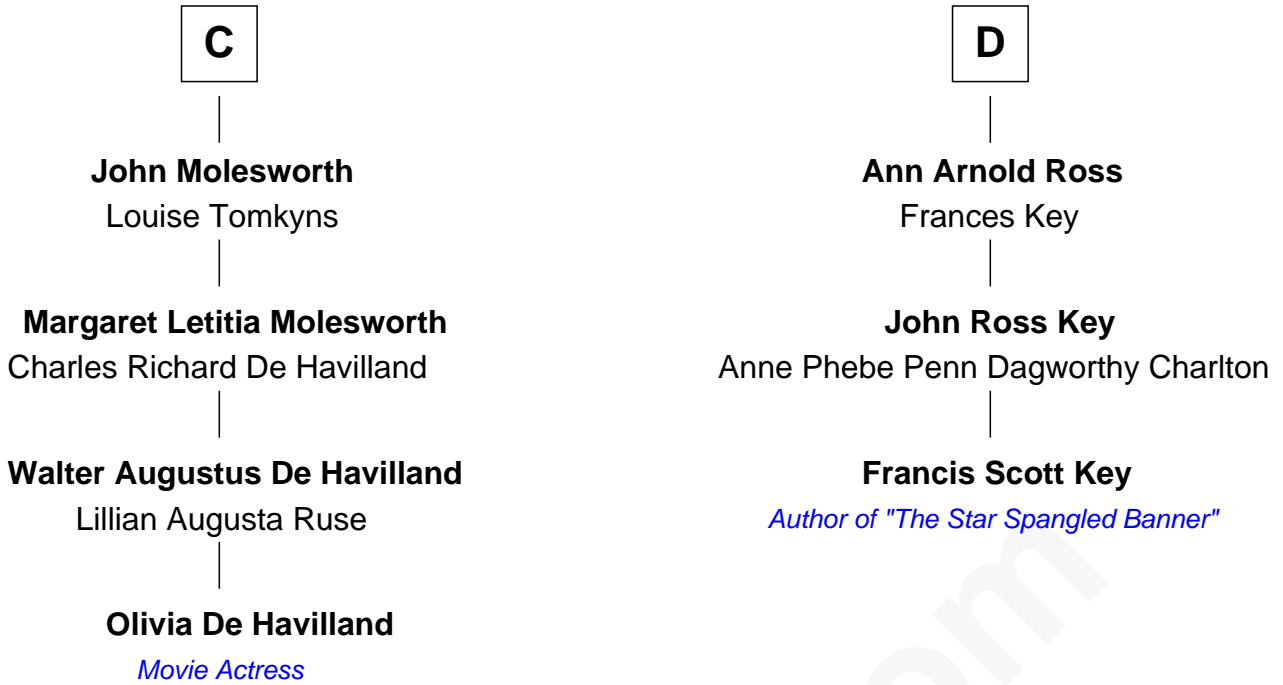 C
John Molesworth
Louise Tomkyns
Margaret Letitia Molesworth
Charles Richard De Havilland
Walter Augustus De Havilland
Lillian Augusta Ruse
Olivia De Havilland
Movie Actress
D
Ann Arnold Ross
Frances Key
John Ross Key
Anne Phebe Penn Dagworthy Charlton
Francis Scott Key
Author of "The Star Spangled Banner"
om